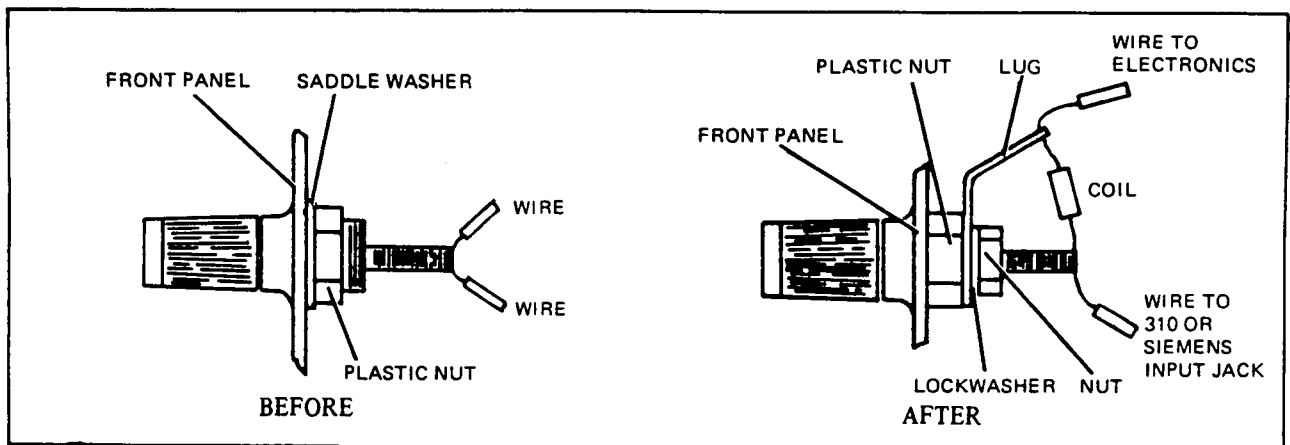 FRONT PANEL
SADDLE WASHER
WIRE
WIRE
PLASTIC NUT
BEFORE
WIRE TO
ELECTRONICS
PLASTIC NUT
LUG
FRONT PANEL
COIL
WIRE TO
310 OR
SIEMENS
INPUT JACK
LOCKWASHER
NUT
AFTER